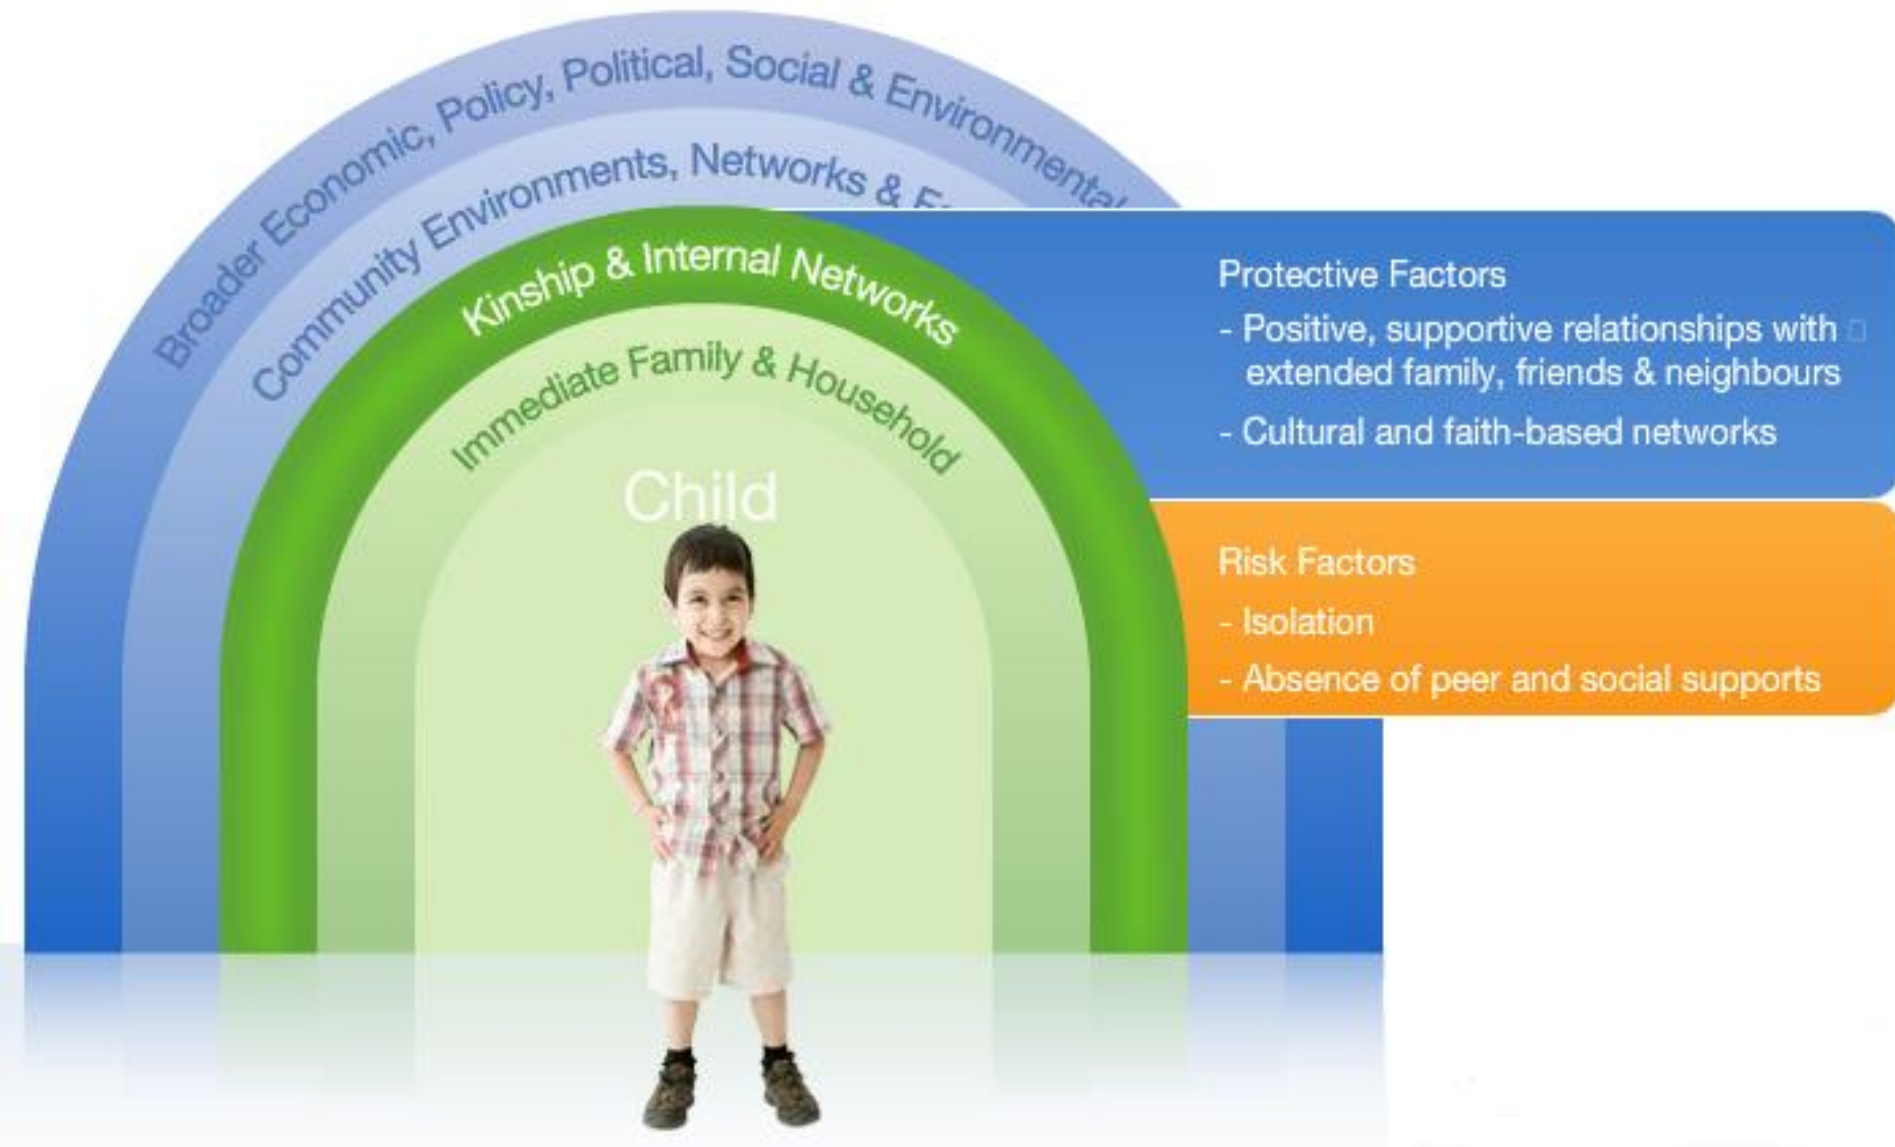 Broader Economic, Policy, Political, Social & Environmental
Community Environments, Networks &
Kinship & Internal Networks
Immediate Family & Household
Child
Protective Factors
- Positive, supportive relationships with
extended family, friends & neighbours
- Cultural and faith-based networks
Risk Factors
- Isolation
- Absence of peer and social supports